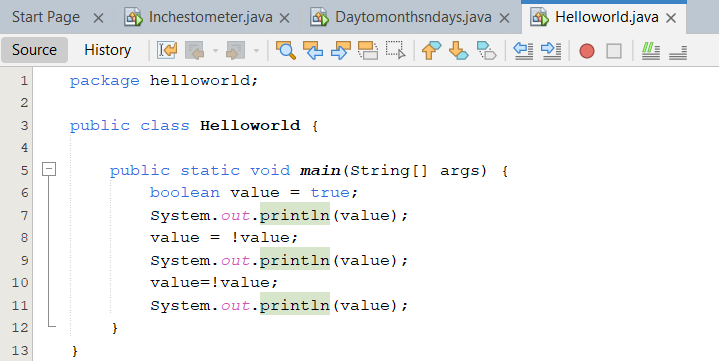 Start Page × Inchestometer.java × Daytomonthsndays.java × Helloworld.java ×
Source History
1 package helloworld;
2
3 public class Helloworld {
4
5 public static void main(String[] args) {
6 boolean value = true;
7 System.out.println(value);
8 value = !value;
9 System.out.println(value);
10 value=!value;
11 System.out.println(value);
12 }
13 }